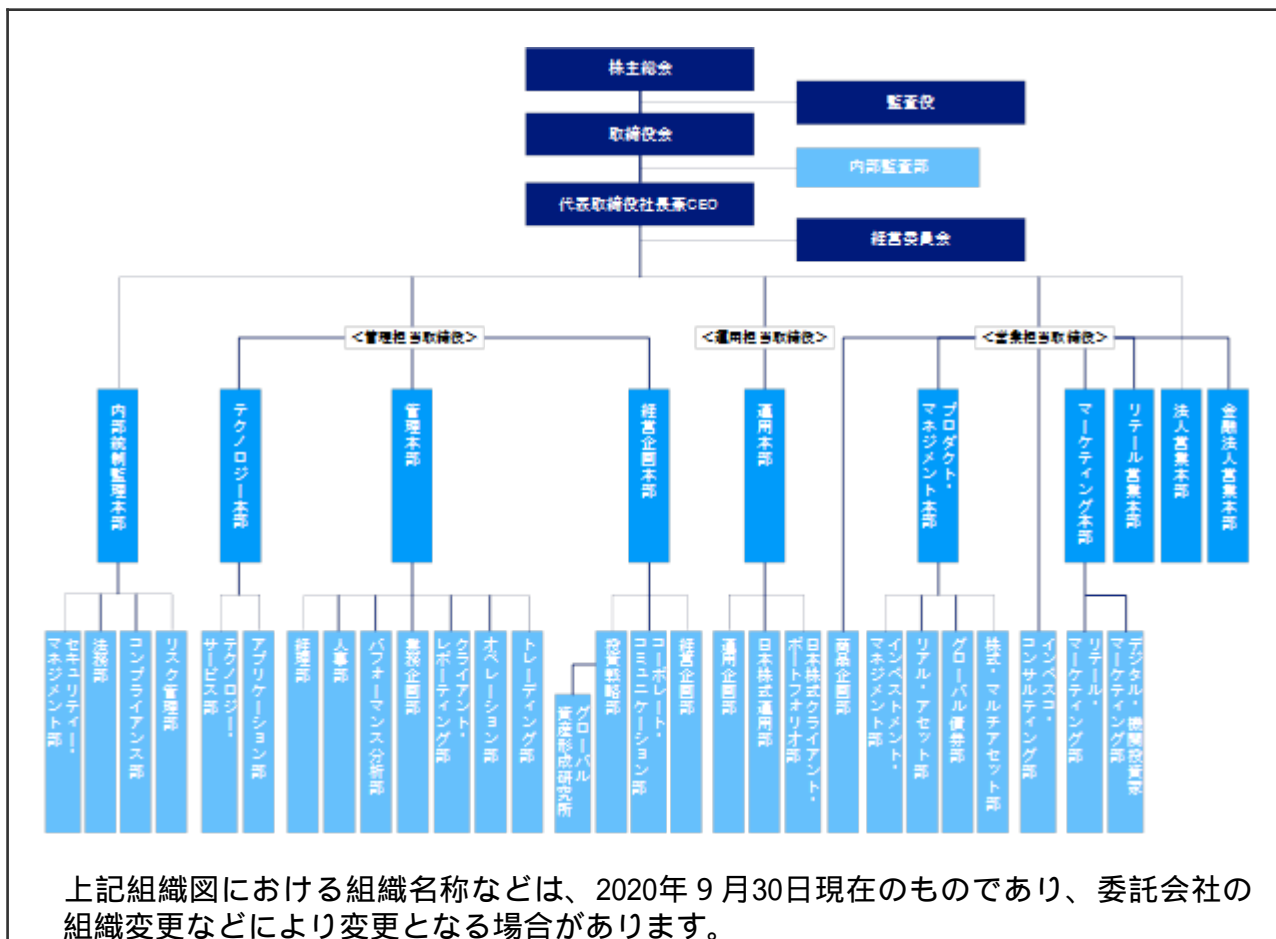 株主総会
監査役
取締役会
内部監査部
代表取締役社長兼CEO
経営委員会
＜管理担当取締役＞
＜運用担当取締役＞
＜営業担当取締役＞
内部統制監理本部
テクノロジー本部
管理本部
経営企画本部
運用本部
プロダクト・
マネジメント本部
マーケティング本部
リテール営業本部
法人営業本部
金融法人営業本部
セキュリティー・
マネジメント部
法務部
コンプライアンス部
リスク管理部
テクノロジー・
サービス部
アプリケーション部
経理部
人事部
パフォーマンス分析部
業務企画部
クライアント・
レポーティング部
オペレーション部
トレーディング部
グローバル
資産形成研究所
投資戦略部
コーポレート・
コミュニケーション部
経営企画部
運用企画部
日本株式運用部
日本株式クライアント・
ポートフォリオ部
商品企画部
インベストメント・
マネジメント部
リアル・アセット部
グローバル債券部
株式・マルチアセット部
インベスコ・
コンサルティング部
リテール・
マーケティング部
デジタル・機関投資家
マーケティング部
上記組織図における組織名称などは、2020年９月30日現在のものであり、委託会社の
組織変更などにより変更となる場合があります。